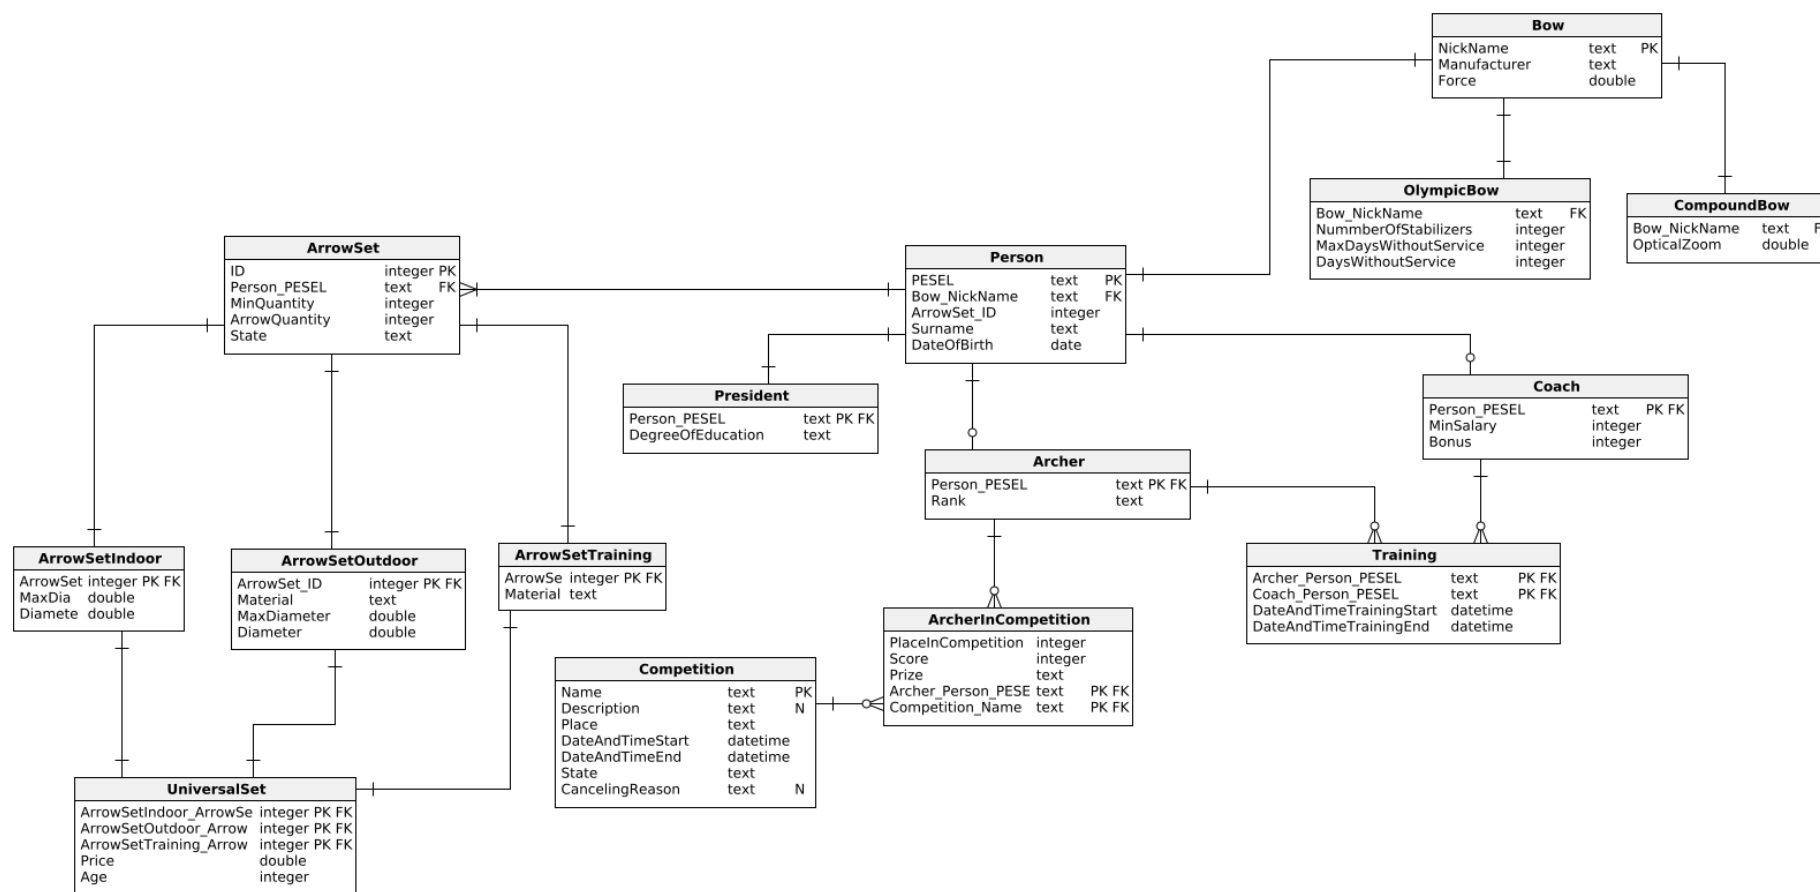 Bow
NickName text PK
Manufacturer text
Force double
OlympicBow
Bow_NickName text FK
NummberOfStabilizers integer
MaxDaysWithoutService integer
DaysWithoutService integer
CompoundBow
Bow_NickName text F
OpticalZoom double
ArrowSet
ID integer PK
Person_PESEL text FK
MinQuantity integer
ArrowQuantity integer
State text
Person
PESEL text PK
Bow_NickName text FK
ArrowSet_ID integer
Surname text
DateOfBirth date
President
Person_PESEL text PK FK
DegreeOfEducation text
Coach
Person_PESEL text PK FK
MinSalary integer
Bonus integer
Archer
Person_PESEL text PK FK
Rank text
ArrowSetIndoor
ArrowSet integer PK FK
MaxDia double
Diamete double
ArrowSetOutdoor
ArrowSet_ID integer PK FK
Material text
MaxDiameter double
Diameter double
ArrowSetTraining
ArrowSe integer PK FK
Material text
Training
Archer_Person_PESEL text PK FK
Coach_Person_PESEL text PK FK
DateAndTimeTrainingStart datetime
DateAndTimeTrainingEnd datetime
ArcherInCompetition
PlaceInCompetition integer
Score integer
Prize text
Archer_Person_PESE text PK FK
Competition_Name text PK FK
Competition
Name text PK
Description text N
Place text
DateAndTimeStart datetime
DateAndTimeEnd datetime
State text
CancelingReason text N
UniversalSet
ArrowSetIndoor_ArrowSe integer PK FK
ArrowSetOutdoor_Arrow integer PK FK
ArrowSetTraining_Arrow integer PK FK
Price double
Age integer